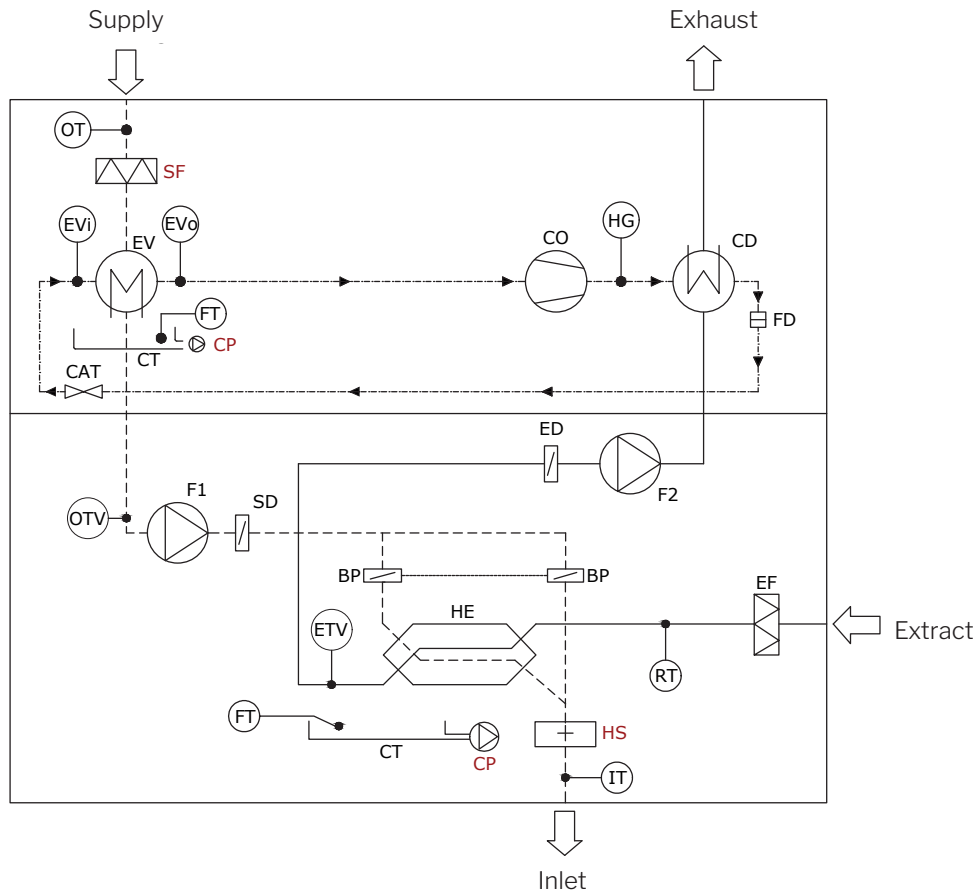 Supply
Exhaust
OT
SF
EVi
EV
EVo
CO
HG
CD
FT
CP
FD
CT
CAT
ED
F2
F1
SD
OTV
BP
BP
EF
HE
ETV
Extract
RT
FT
CT
CP
HS
IT
Inlet